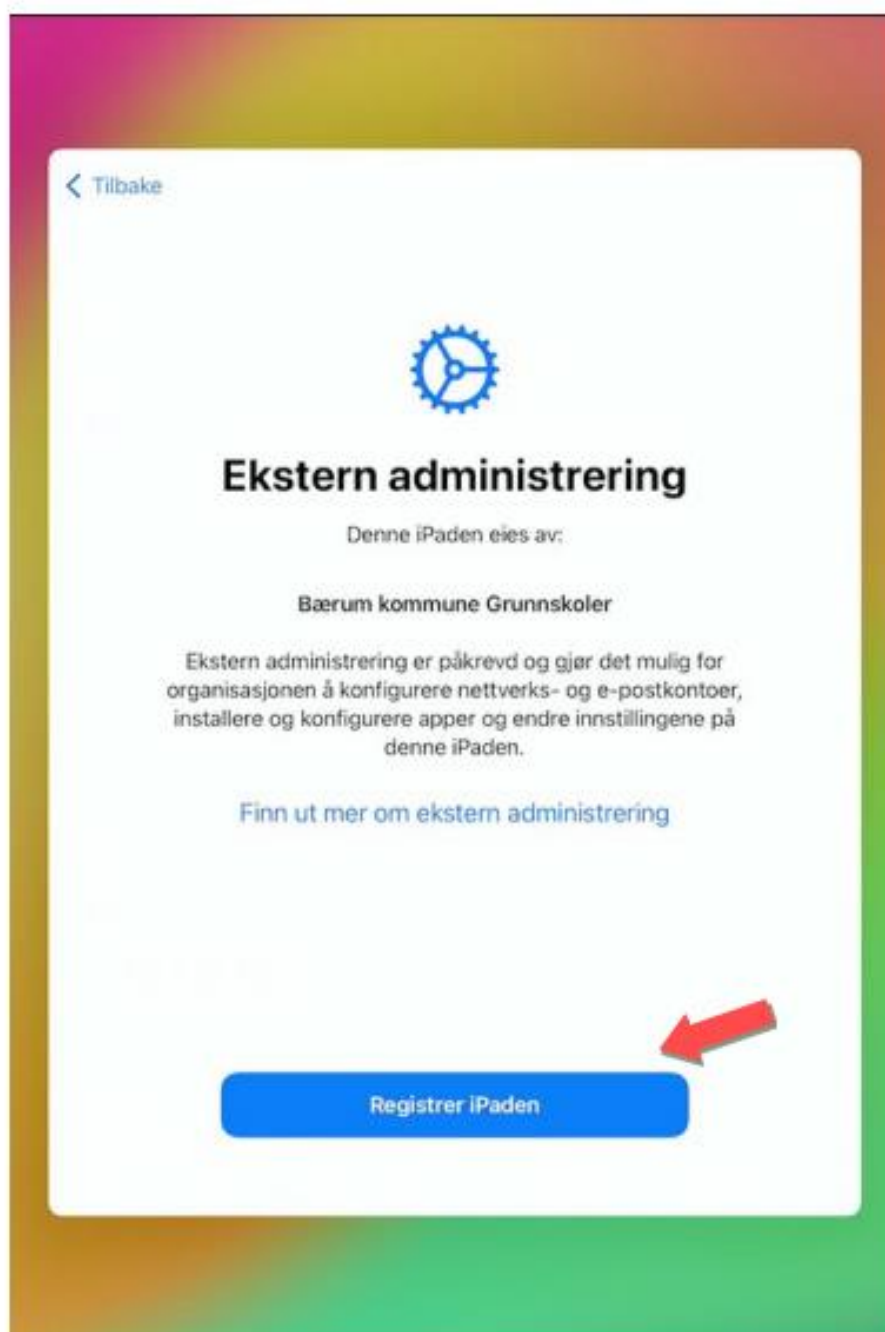 Tilbake
Ekstern administrering
Denne iPaden eies av:
Bærum kommune Grunnskoler
Ekstern administrering er påkrevd og gjør det mulig for
organisasjonen å konfigurere nettverks- og e-postkontoer,
installere og konfigurere apper og endre innstillingene på
denne iPaden.
Finn ut mer om ekstern administrering
Registrer iPaden